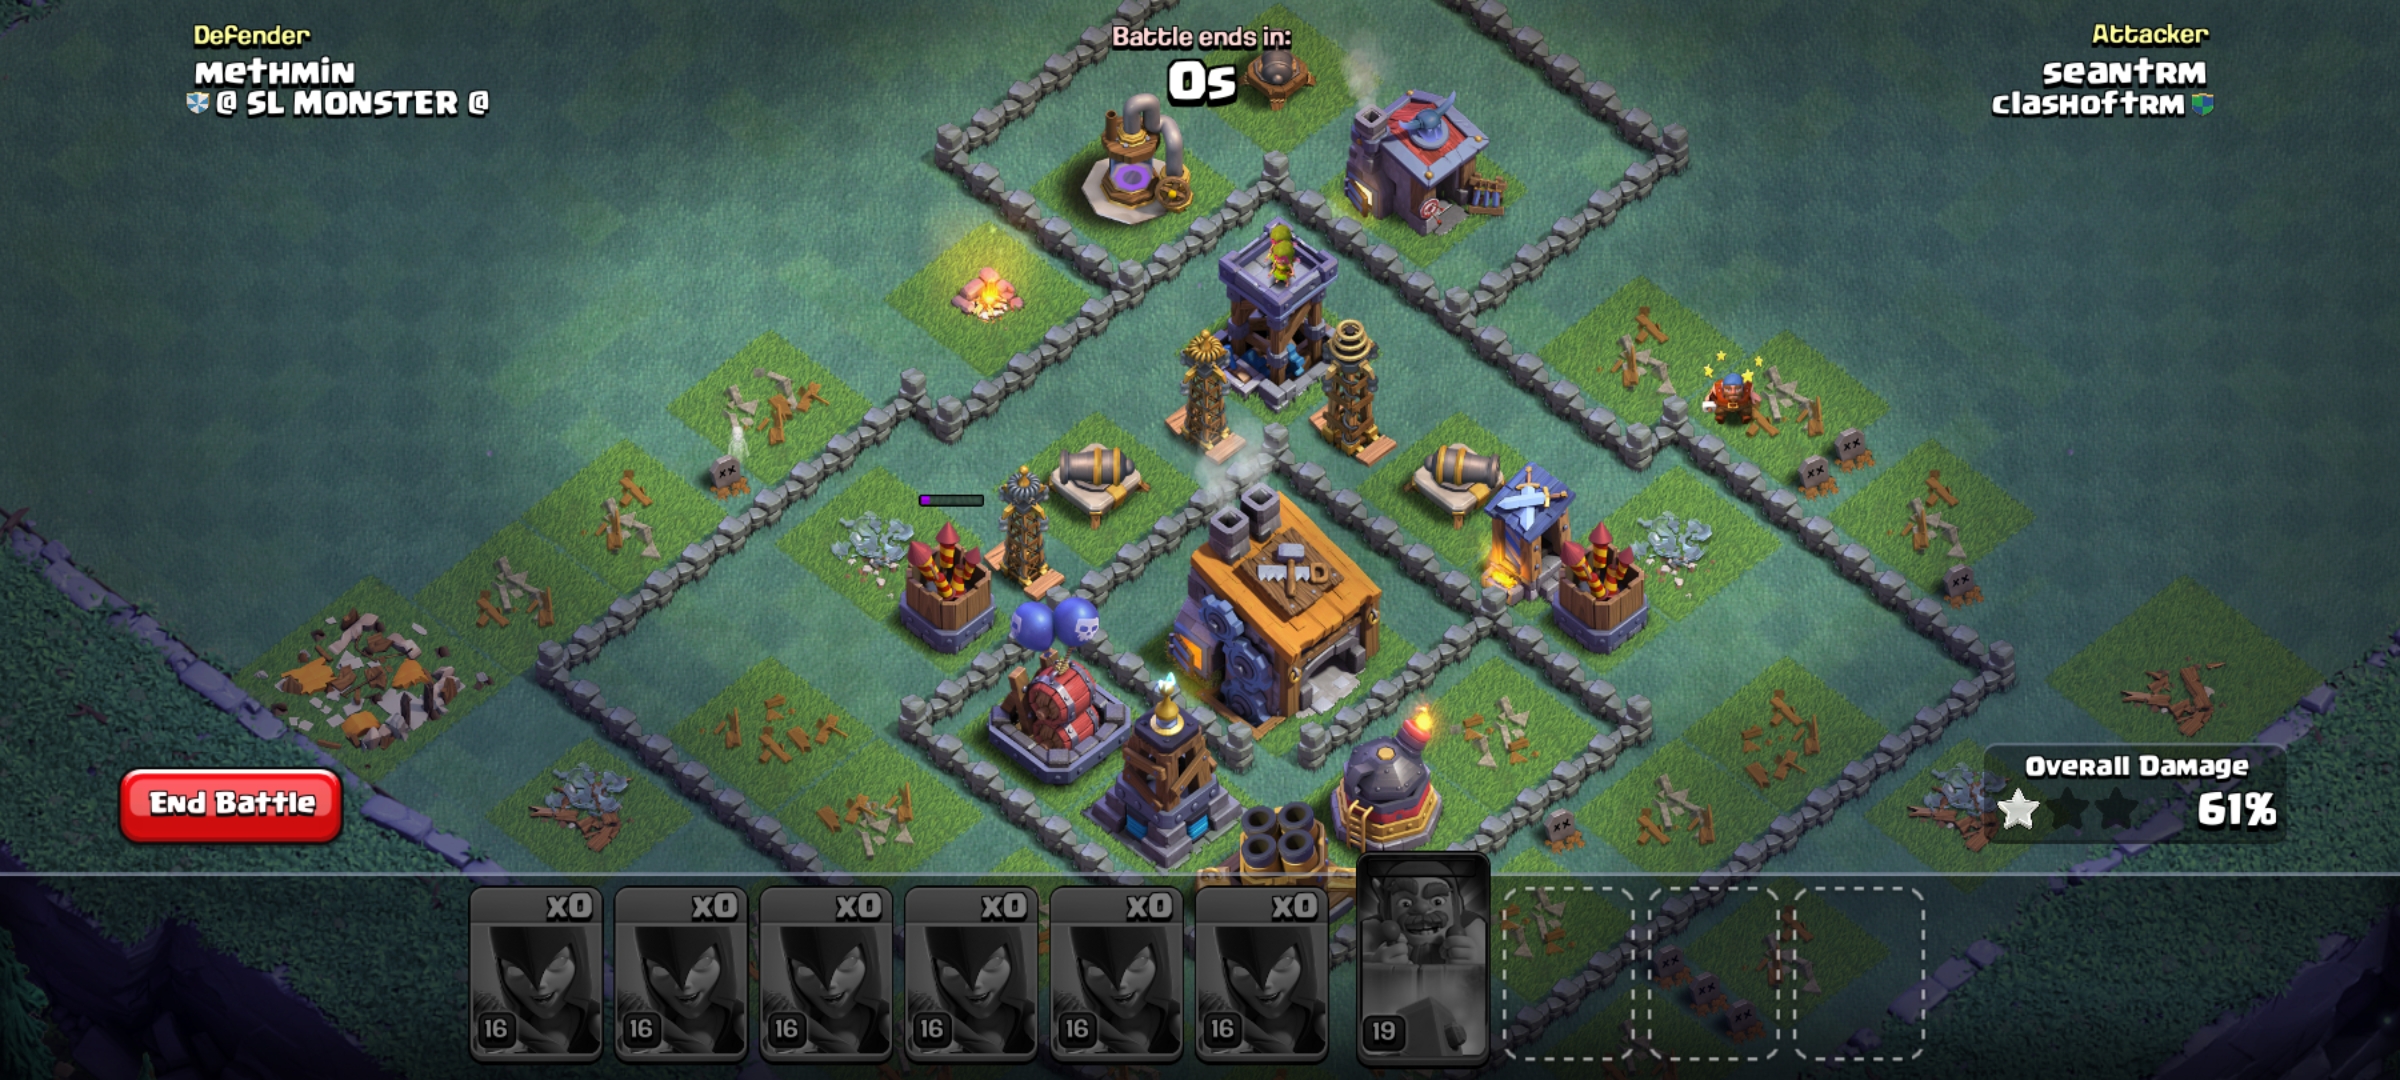 Defender
Methmin
@ SL MONSTER @
Battle ends in:
0s
Attacker
seantRM
clashoftRM
End Battle
Overall Damage
61%
x0 x0 x0 x0 x0 x0
16 16 16 16 16 16 19